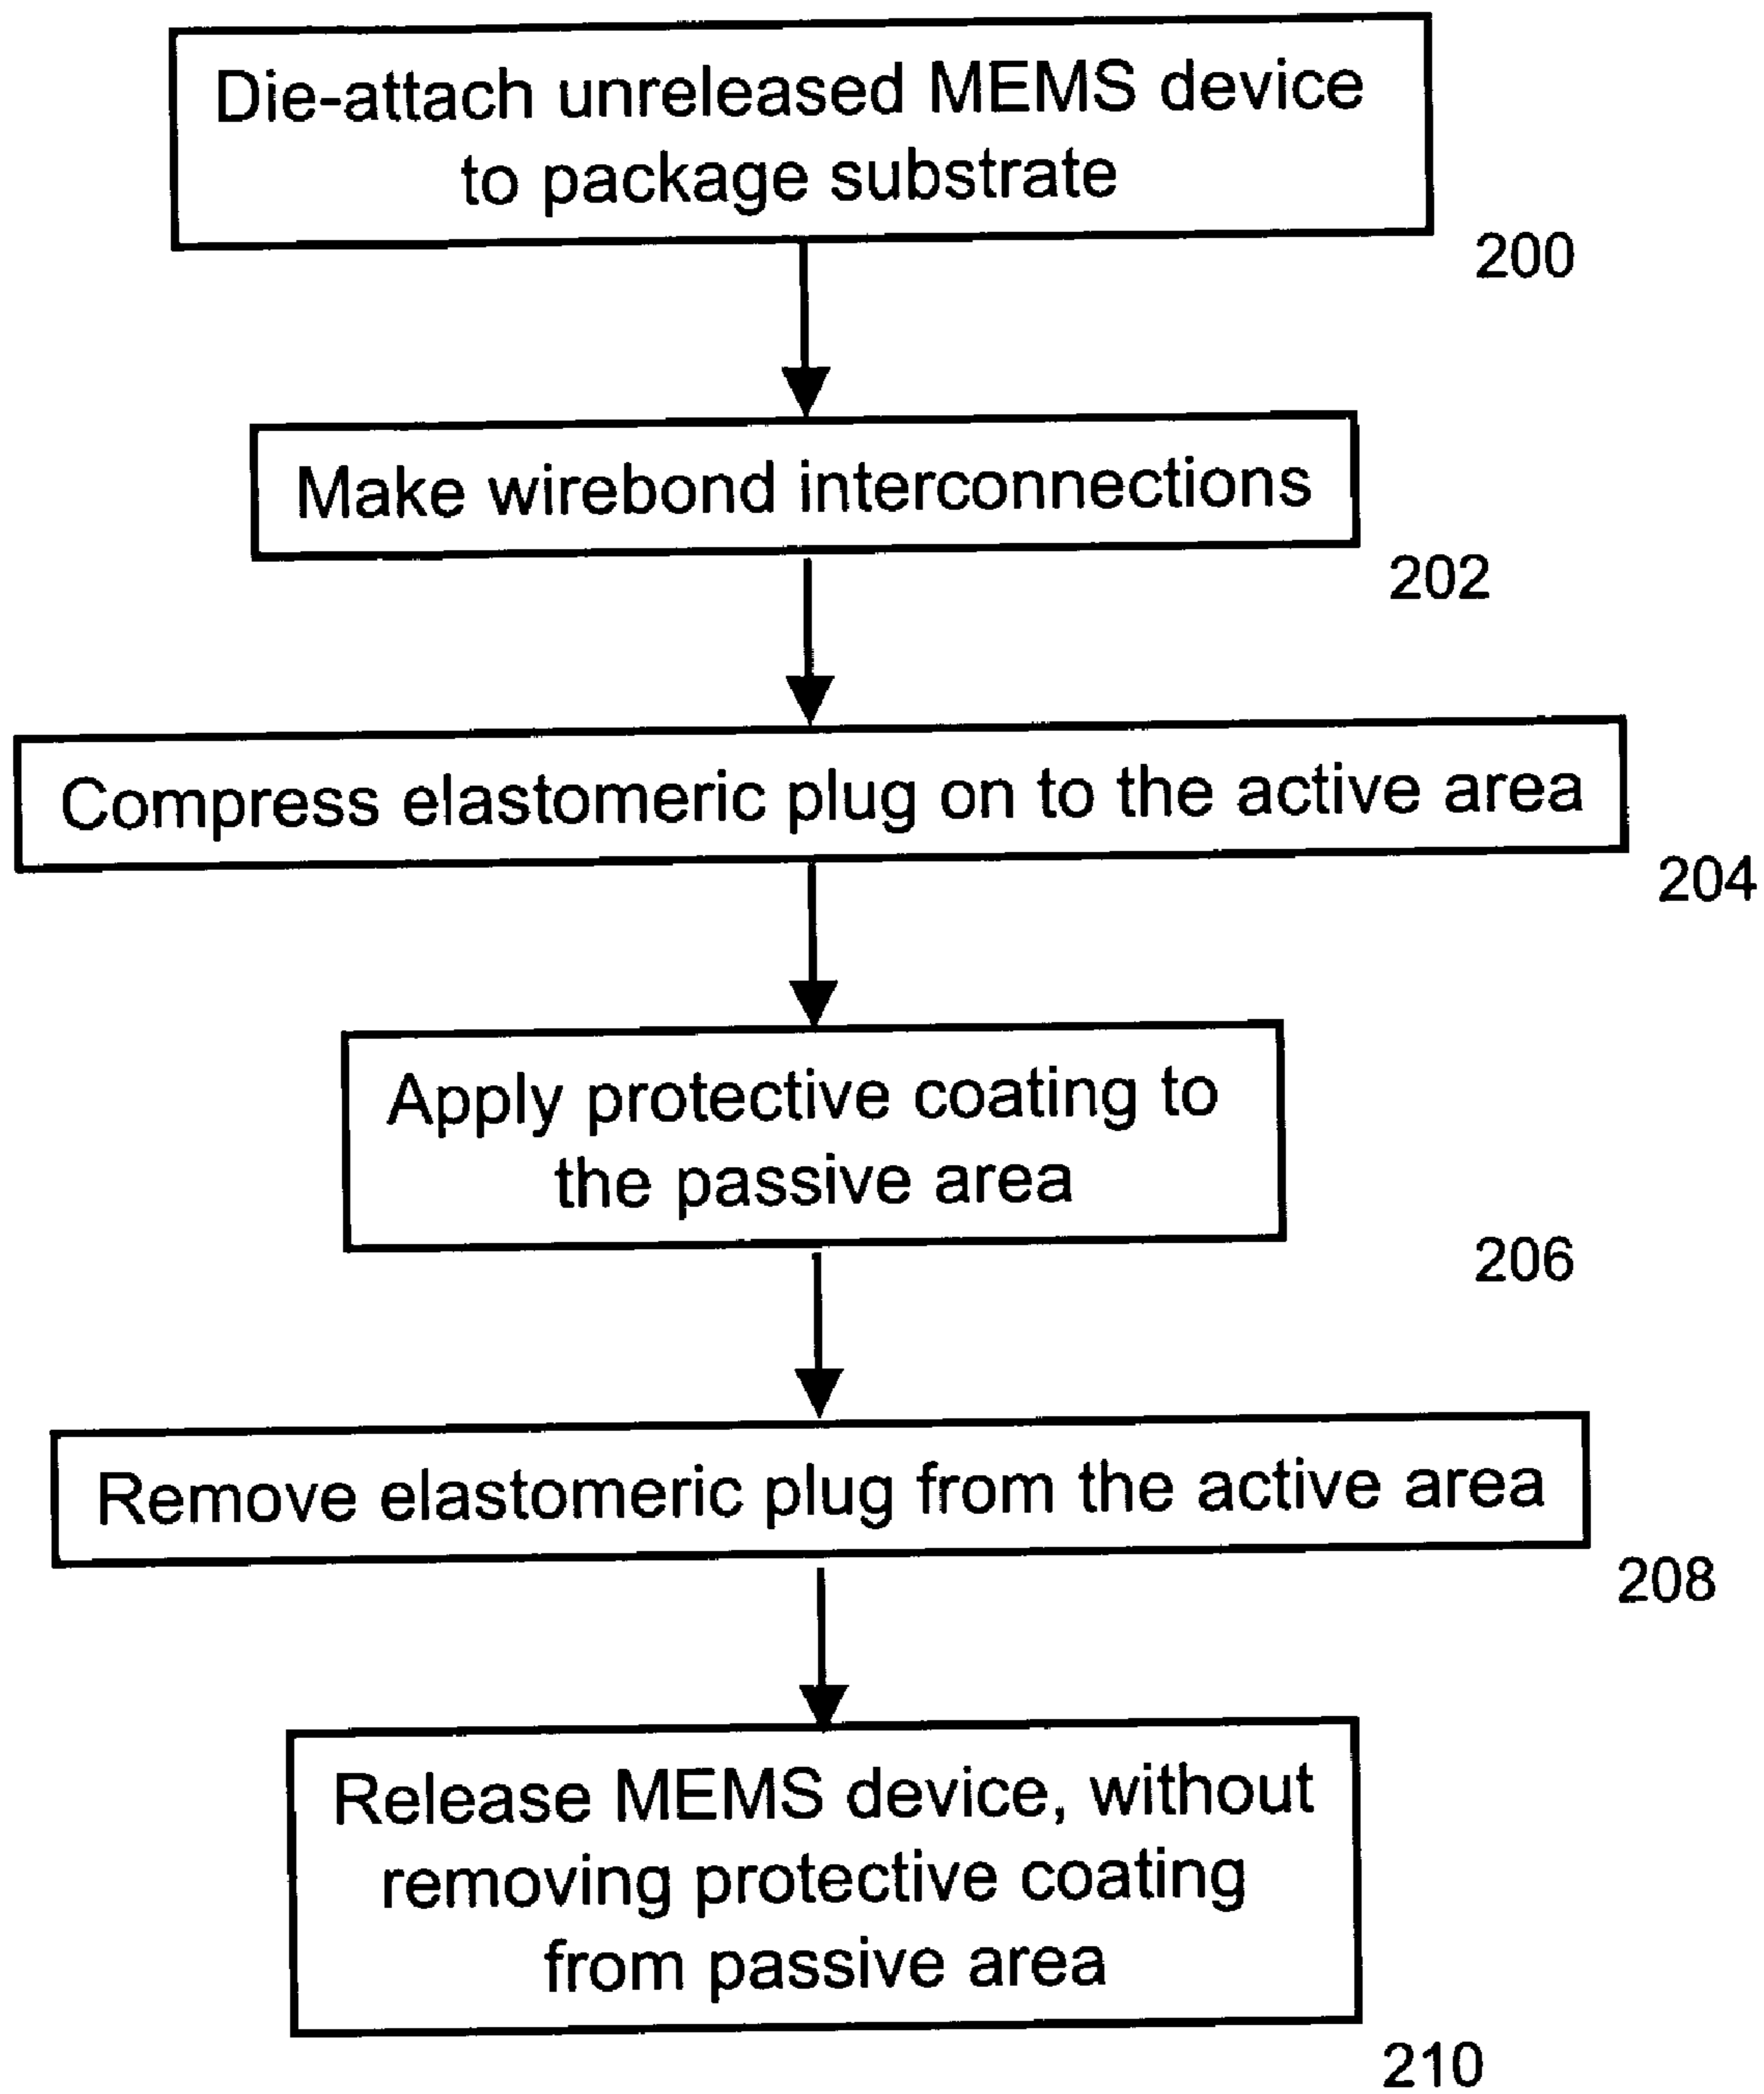 Die-attach unreleased MEMS device
to package substrate
200
Make wirebond interconnections
202
Compress elastomeric plug on to the active area
204
Apply protective coating to
the passive area
206
Remove elastomeric plug from the active area
208
Release MEMS device, without
removing protective coating
from passive area
210